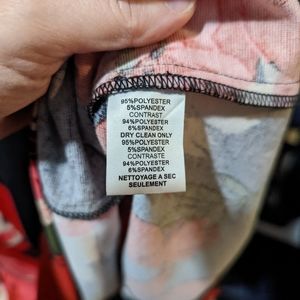 95%POLYESTER
5%SPANDEX
CONTRAST
94%POLYESTER
6%SPANDEX
DRY CLEAN ONLY
95%POLYESTER
5%SPANDEX
CONTRASTE
94%POLYESTER
6%SPANDEX
NETTOYAGE A SEC
SEULEMENT